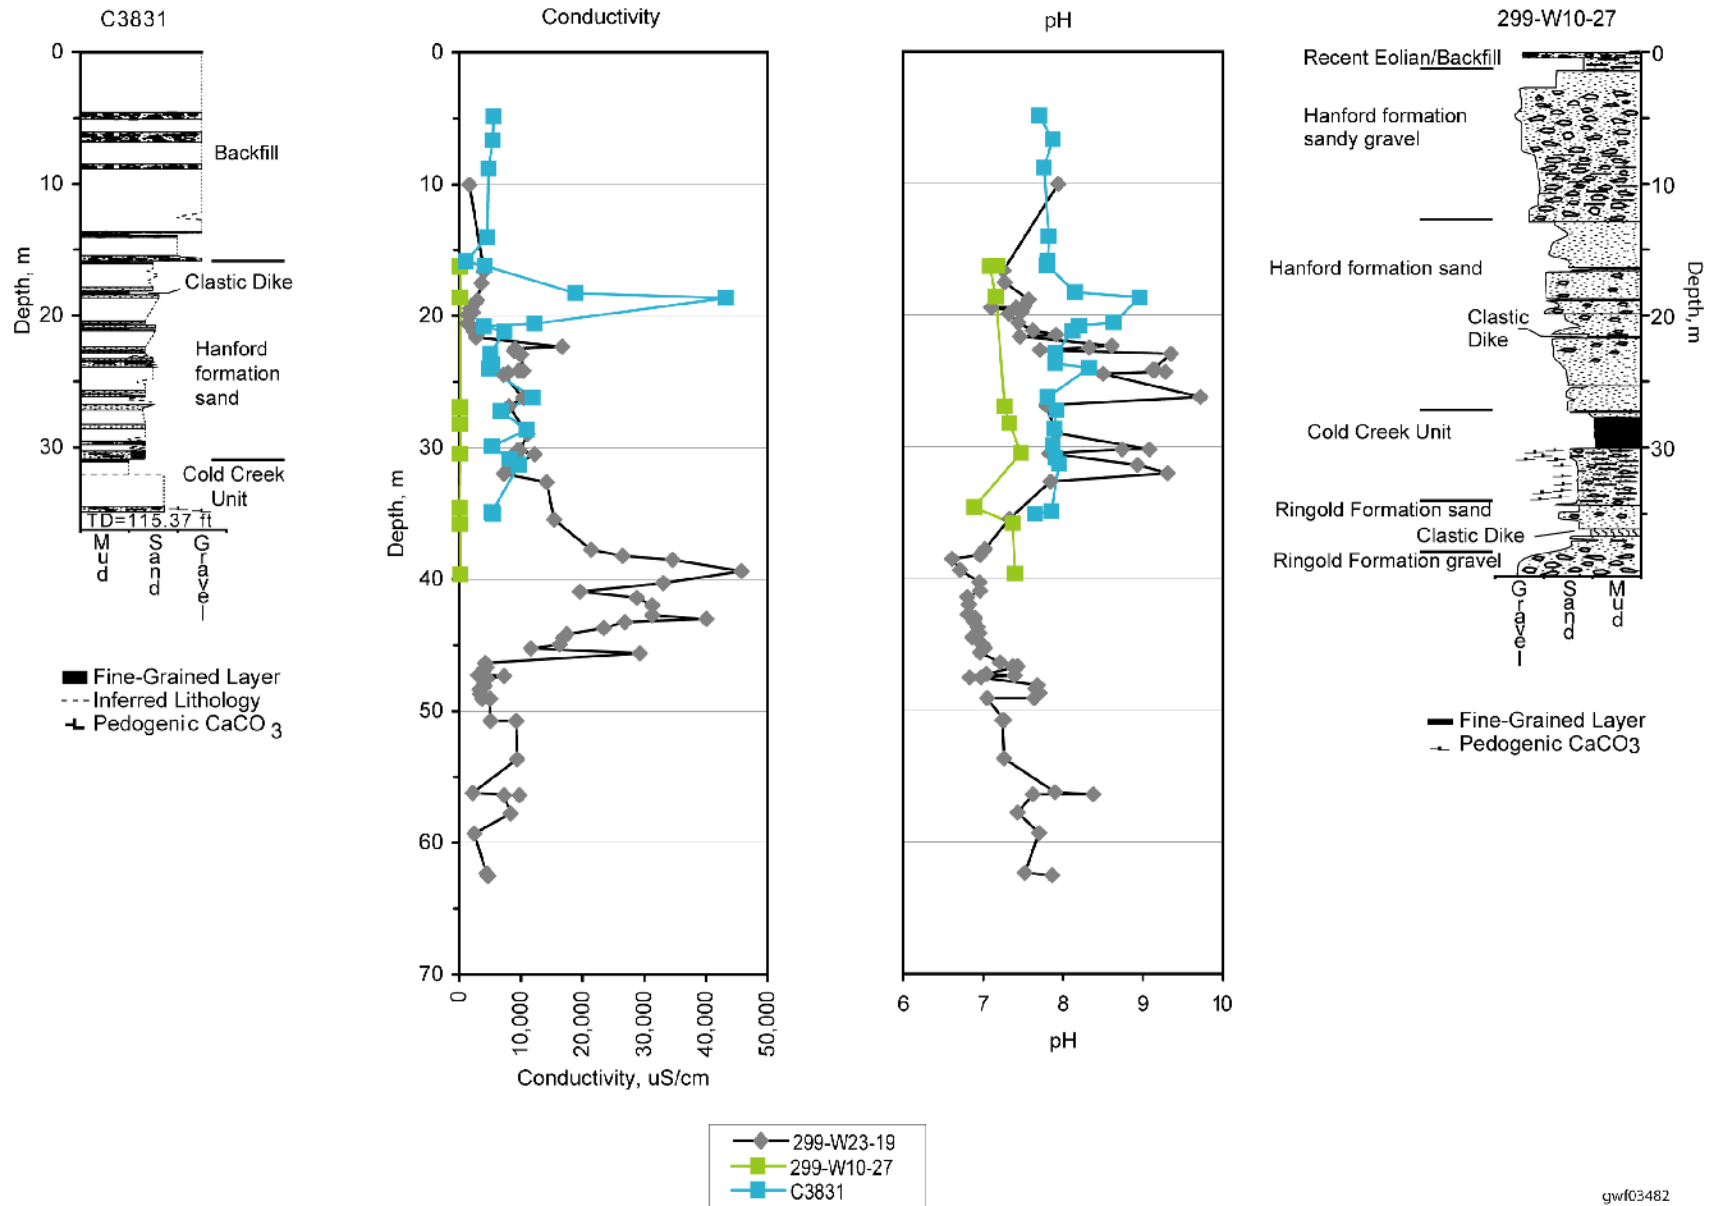 C3831
Conductivity
pH
299-W10-27
0
10
20
30
Depth, m
Backfill
Clastic Dike
Hanford
formation
sand
Cold Creek
Unit
TD=115.37 ft
Mud
Sand
Gravel
Fine-Grained Layer
Inferred Lithology
Pedogenic CaCO3
0
10
20
30
40
50
60
70
Depth, m
0
10,000
20,000
30,000
40,000
50,000
Conductivity, uS/cm
6
7
8
9
10
pH
Recent Eolian/Backfill
Hanford formation
sandy gravel
Hanford formation sand
Clastic
Dike
Cold Creek Unit
Ringold Formation sand
Clastic Dike
Ringold Formation gravel
0
10
20
30
Depth, m
Gravel
Sand
Mud
Fine-Grained Layer
Pedogenic CaCO3
299-W23-19
299-W10-27
C3831
gwf03482